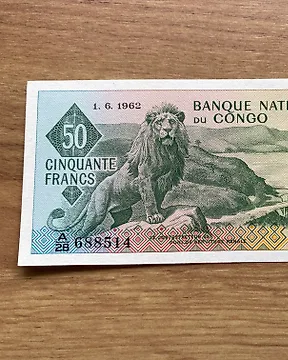 1.6.1962
BANQUE NATI
DU CONGO
50
CINQUANTE
FRANCS
A/28 688514